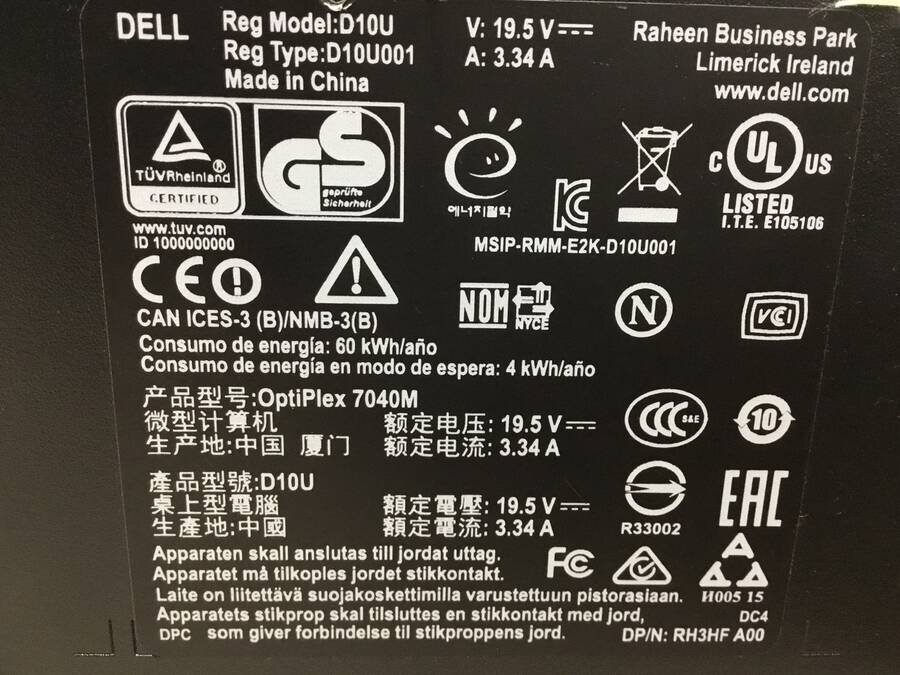 DELL
Reg Model:D10U
Reg Type:D10U001
Made in China
V: 19.5 V
A: 3.34 A
Raheen Business Park
Limerick Ireland
www.dell.com
TÜVRheinland®
CERTIFIED
GS
geprüfte
Sicherheit
www.tuv.com
ID 1000000000
e
에너지절약
KC
MSIP-RMM-E2K-D10U001
c UL US
LISTED
I.T.E. E105106
CE !
!
NOM NYCE
N
VCI
CAN ICES-3 (B)/NMB-3(B)
Consumo de energía: 60 kWh/año
Consumo de energía en modo de espera: 4 kWh/año
产品型号:OptiPlex 7040M
微型计算机
额定电压: 19.5 V
生产地:中国 厦门
额定电流: 3.34 A
CCC S&E
10
產品型號:D10U
桌上型電腦
額定電壓: 19.5 V
生產地:中國
額定電流: 3.34 A
R33002
EAC
Apparaten skall anslutas till jordat uttag.
Apparatet må tilkoples jordet stikkontakt.
Laite on liitettävä suojakoskettimilla varustettuun pistorasiaan.
Apparatets stikprop skal tilsluttes en stikkontakt med jord,
DPC som giver forbindelse til stikproppens jord.
FC
И005 15
DC4
DP/N: RH3HF A00